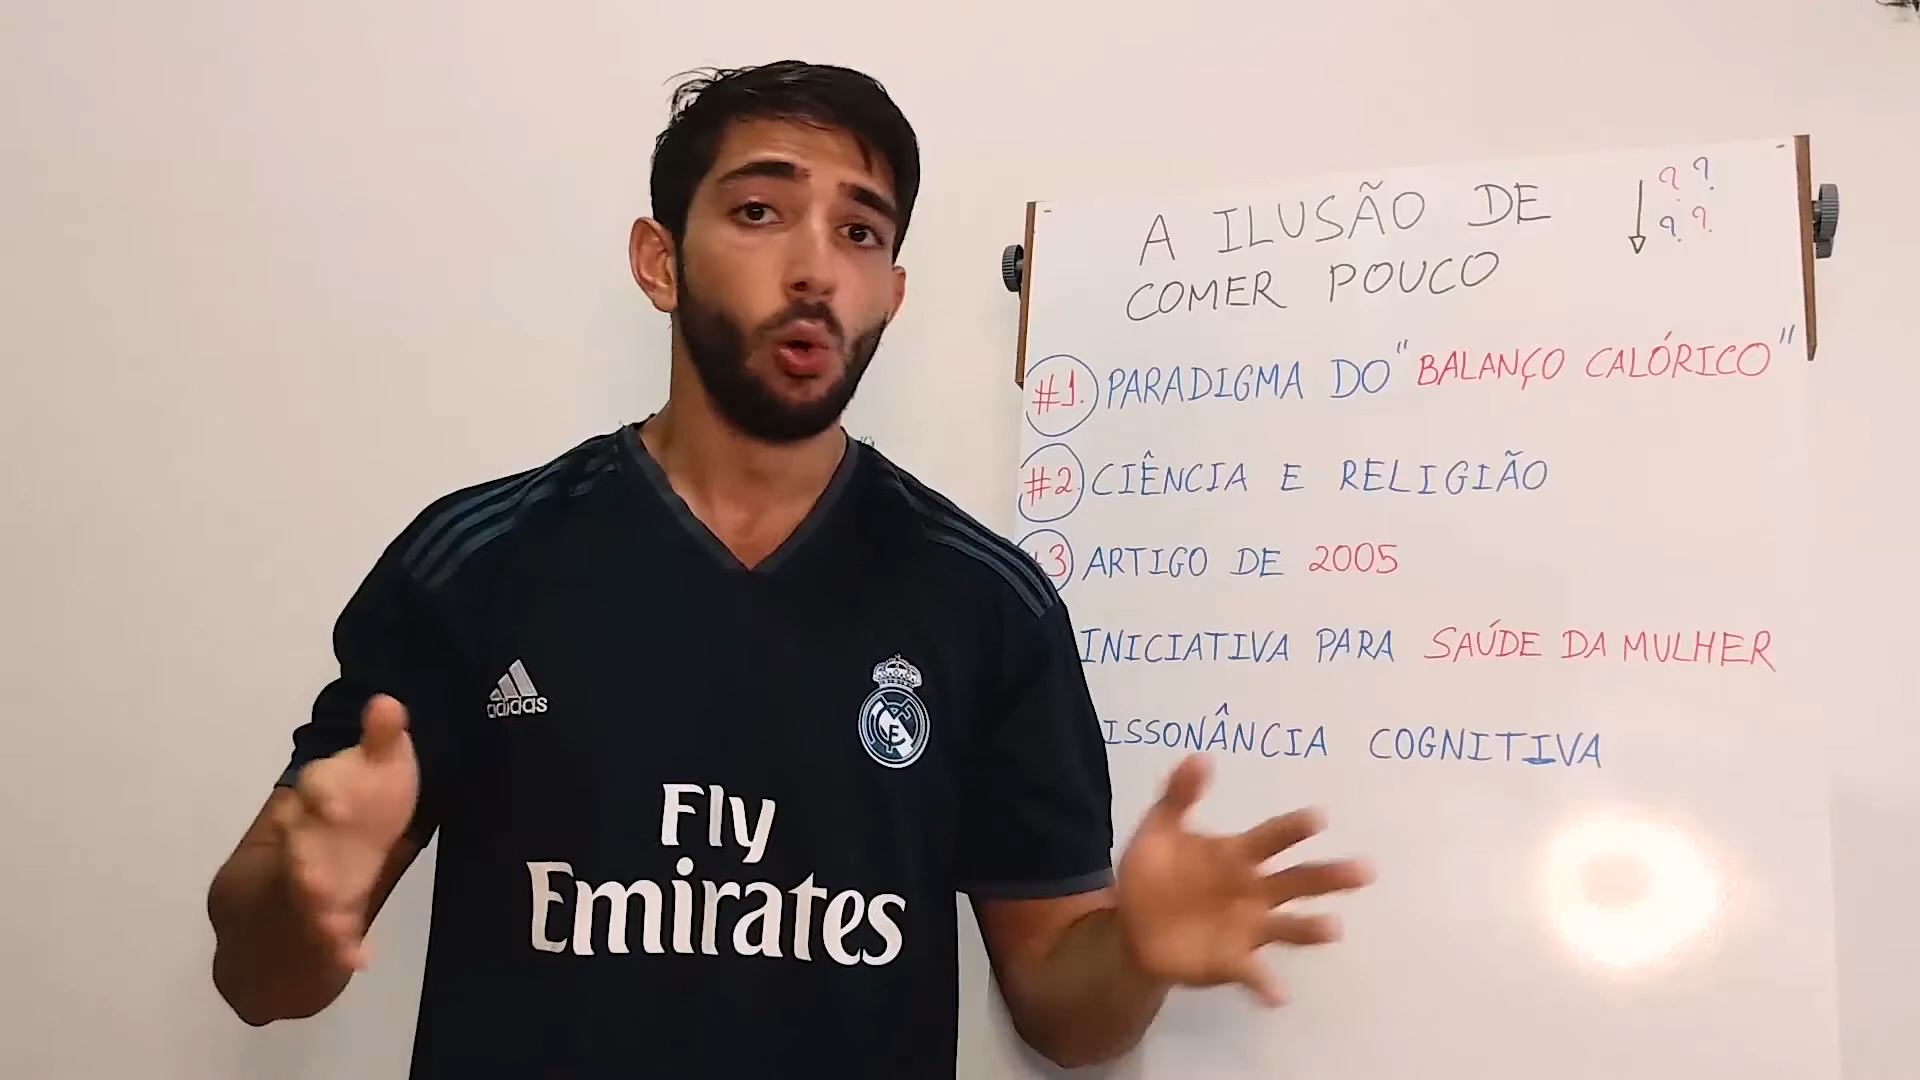 A ILUSÃO DE
COMER POUCO
? ?
? ?
#1. PARADIGMA DO "BALANÇO CALÓRICO"
#2 CIÊNCIA E RELIGIÃO
3 ARTIGO DE 2005
INICIATIVA PARA SAÚDE DA MULHER
ISSONÂNCIA COGNITIVA
adidas
Fly
Emirates